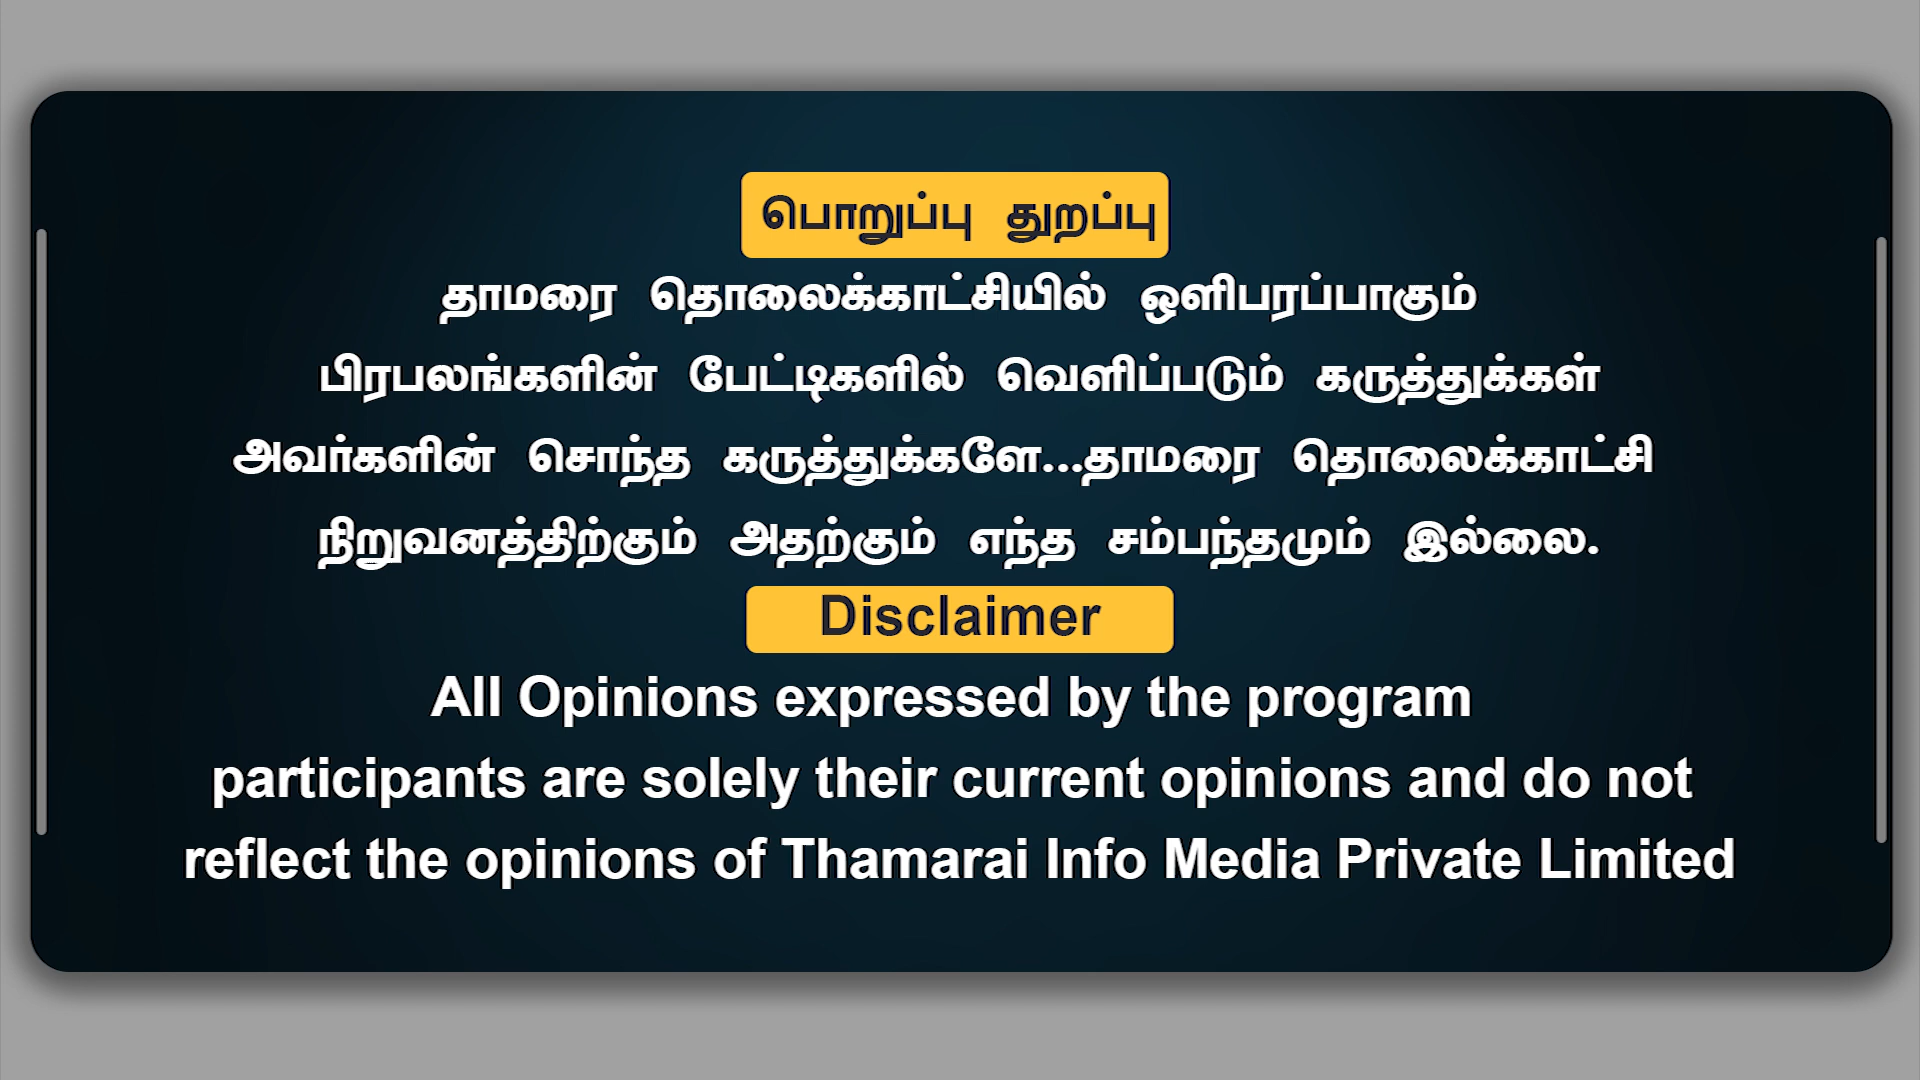 பொறுப்பு துறப்பு
தாமரை தொலைக்காட்சியில் ஒளிபரப்பாகும்
பிரபலங்களின் பேட்டிகளில் வெளிப்படும் கருத்துக்கள்
அவர்களின் சொந்த கருத்துக்களே...தாமரை தொலைக்காட்சி
நிறுவனத்திற்கும் அதற்கும் எந்த சம்பந்தமும் இல்லை.
Disclaimer
All Opinions expressed by the program
participants are solely their current opinions and do not
reflect the opinions of Thamarai Info Media Private Limited